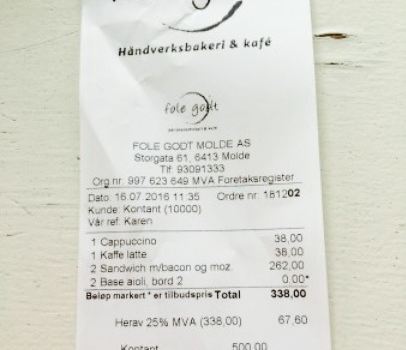 Håndverksbakeri & kafé
fole godt
FOLE GODT MOLDE AS
Storgata 61, 6413 Molde
Tlf: 93091333
Org nr. 997 623 649 MVA Foretaksregister
Dato: 16.07.2016 11:35 Ordre nr: 181202
Kunde: Kontant (10000)
Vår ref: Karen
1 Cappuccino 38,00
1 Kaffe latte 38,00
2 Sandwich m/bacon og moz. 262,00
2 Base aioli, bord 2 0.00*
Beløp markert * er tilbudspris Total 338,00
Herav 25% MVA (338,00) 67,60
Kontant 500,00